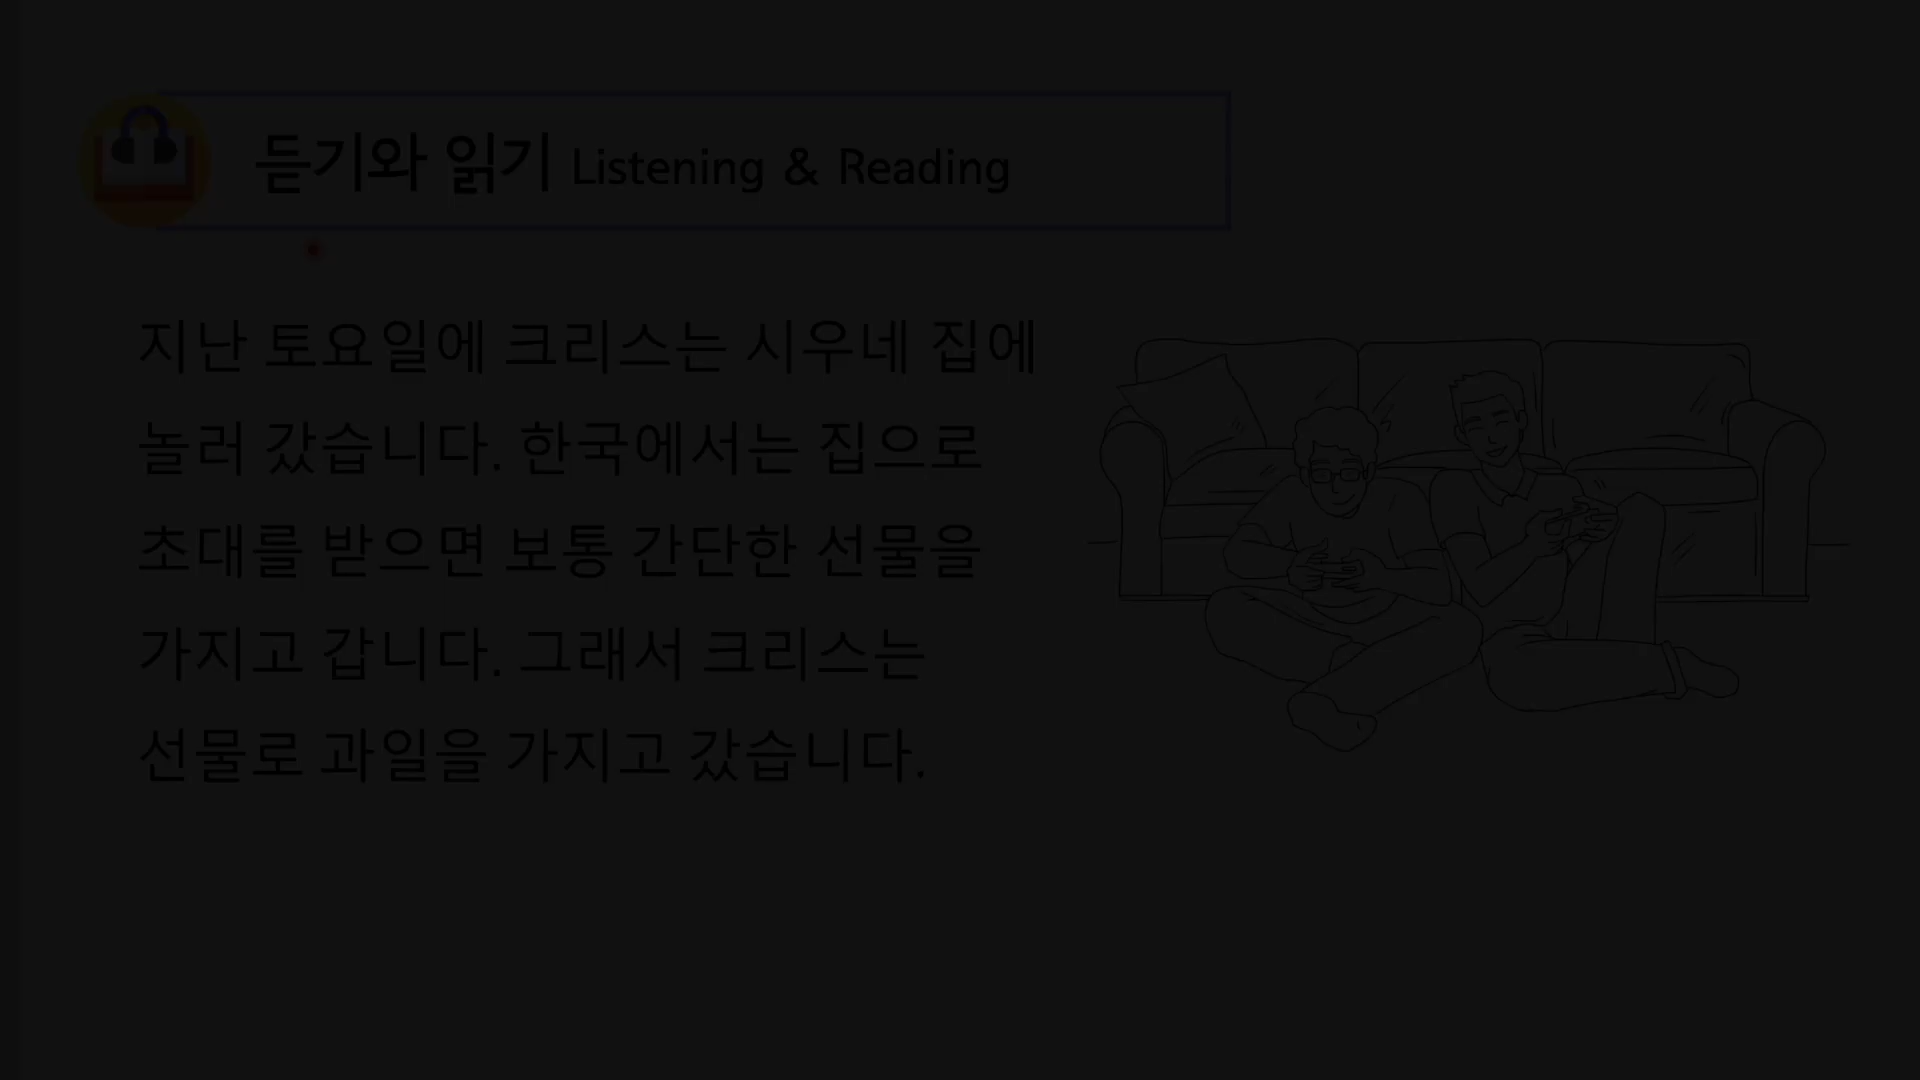 듣기와 읽기 Listening & Reading
지난 토요일에 크리스는 시우네 집에
놀러 갔습니다. 한국에서는 집으로
초대를 받으면 보통 간단한 선물을
가지고 갑니다. 그래서 크리스는
선물로 과일을 가지고 갔습니다.